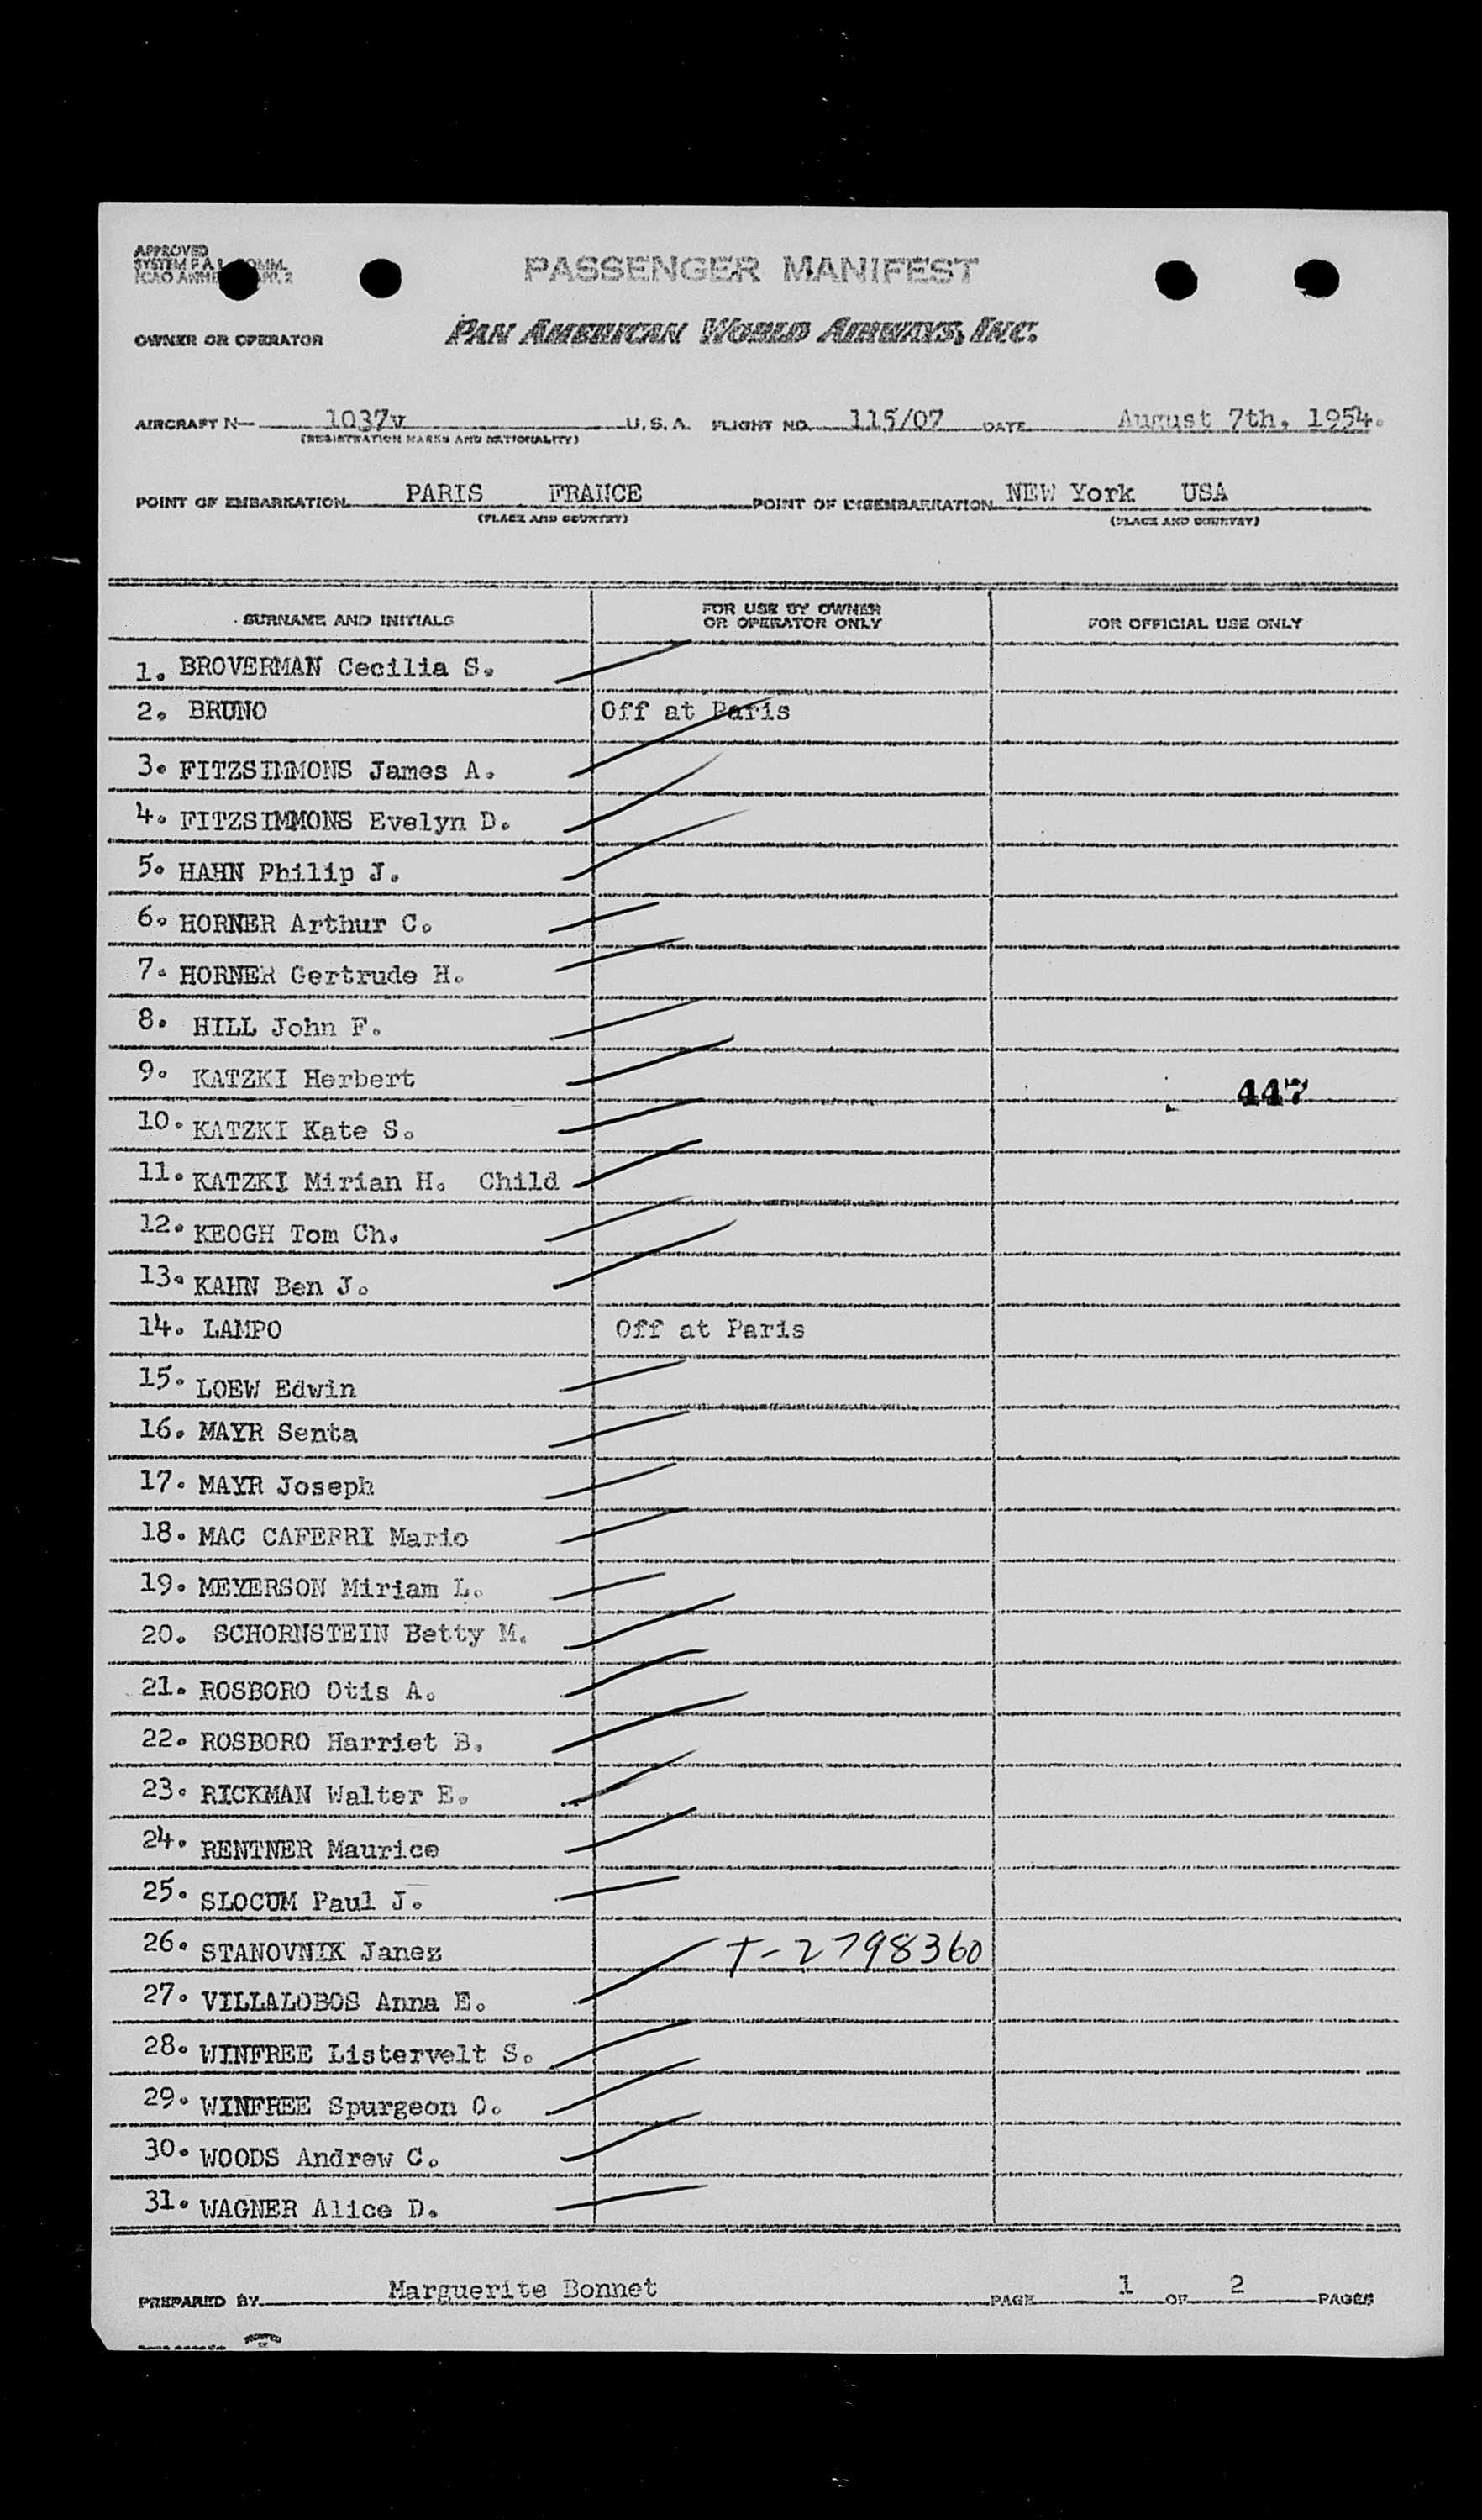 APPROVED
SYSTEM F.A.L. COMM.
PASSENGER MANIFEST
OWNER OR OPERATOR PAN AMERICAN WORLD AIRWAYS, INC.
AIRCRAFT N— 1037v U.S.A. FLIGHT NO. 115/07 DATE August 7th, 1954.
(REGISTRATION MARKS AND NATIONALITY)
POINT OF EMBARKATION PARIS FRANCE POINT OF DISEMBARKATION NEW York USA
(PLACE AND COUNTRY) (PLACE AND COUNTRY)
SURNAME AND INITIALS FOR USE BY OWNER OR OPERATOR ONLY FOR OFFICIAL USE ONLY
1. BROVERMAN Cecilia S.
2. BRUNO Off at Paris
3. FITZSIMMONS James A.
4. FITZSIMMONS Evelyn D.
5. HAHN Philip J.
6. HORNER Arthur C.
7. HORNER Gertrude H.
8. HILL John F.
9. KATZKI Herbert 447
10. KATZKI Kate S.
11. KATZKI Mirian H. Child
12. KEOGH Tom Ch.
13. KAHN Ben J.
14. LAMPO Off at Paris
15. LOEW Edwin
16. MAYR Senta
17. MAYR Joseph
18. MAC CAFERRI Mario
19. MEYERSON Miriam L.
20. SCHORNSTEIN Betty M.
21. ROSBORO Otis A.
22. ROSBORO Harriet B.
23. RICKMAN Walter E.
24. RENTNER Maurice
25. SLOCUM Paul J.
26. STANOVNIK Janez T-2798360
27. VILLALOBOS Anna E.
28. WINFREE Listervelt S.
29. WINFREE Spurgeon O.
30. WOODS Andrew C.
31. WAGNER Alice D.
PREPARED BY Marguerite Bonnet PAGE 1 OF 2 PAGES